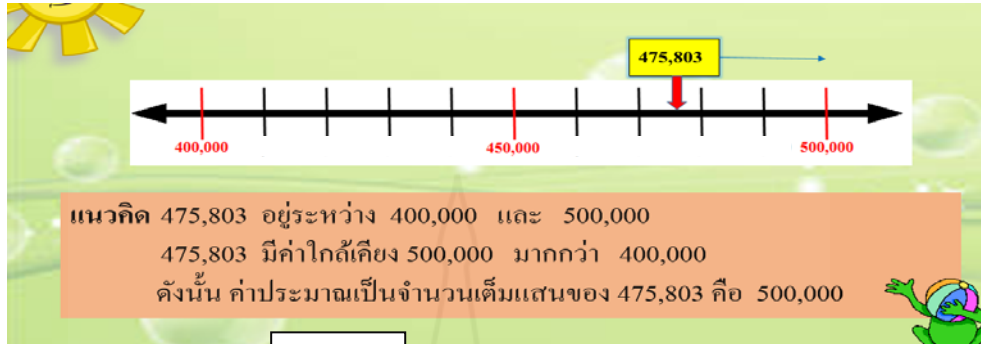 475,803
400,000 450,000 500,000
แนวคิด 475,803 อยู่ระหว่าง 400,000 และ 500,000
475,803 มีค่าใกล้เคียง 500,000 มากกว่า 400,000
ดังนั้น ค่าประมาณเป็นจำนวนเต็มแสนของ 475,803 คือ 500,000